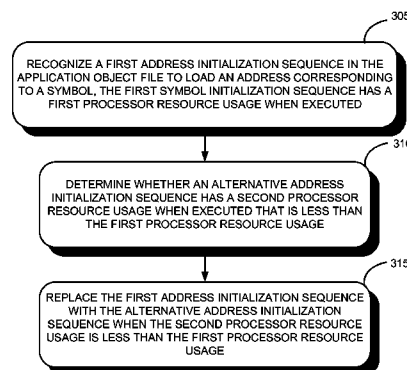 305
RECOGNIZE A FIRST ADDRESS INITIALIZATION SEQUENCE IN THE
APPLICATION OBJECT FILE TO LOAD AN ADDRESS CORRESPONDING
TO A SYMBOL, THE FIRST SYMBOL INITIALIZATION SEQUENCE HAS A
FIRST PROCESSOR RESOURCE USAGE WHEN EXECUTED
310
DETERMINE WHETHER AN ALTERNATIVE ADDRESS
INITIALIZATION SEQUENCE HAS A SECOND PROCESSOR
RESOURCE USAGE WHEN EXECUTED THAT IS LESS THAN
THE FIRST PROCESSOR RESOURCE USAGE
315
REPLACE THE FIRST ADDRESS INITIALIZATION SEQUENCE
WITH THE ALTERNATIVE ADDRESS INITIALIZATION
SEQUENCE WHEN THE SECOND PROCESSOR RESOURCE
USAGE IS LESS THAN THE FIRST PROCESSOR RESOURCE
USAGE